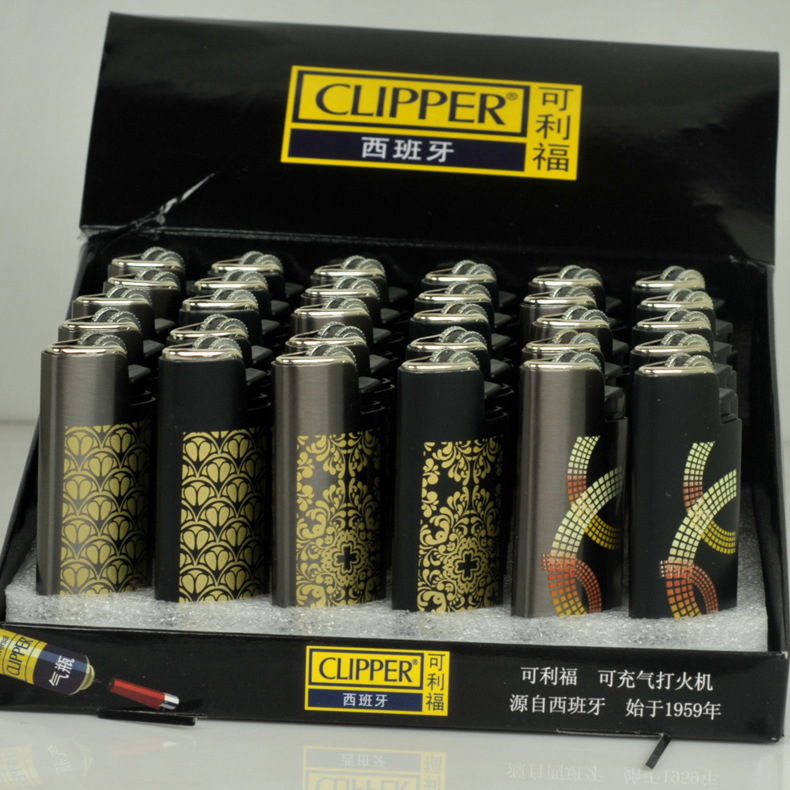 CLIPPER®
可利福
西班牙
CLIPPER
气瓶
CLIPPER®
可利福
西班牙
可利福 可充气打火机
源自西班牙 始于1959年